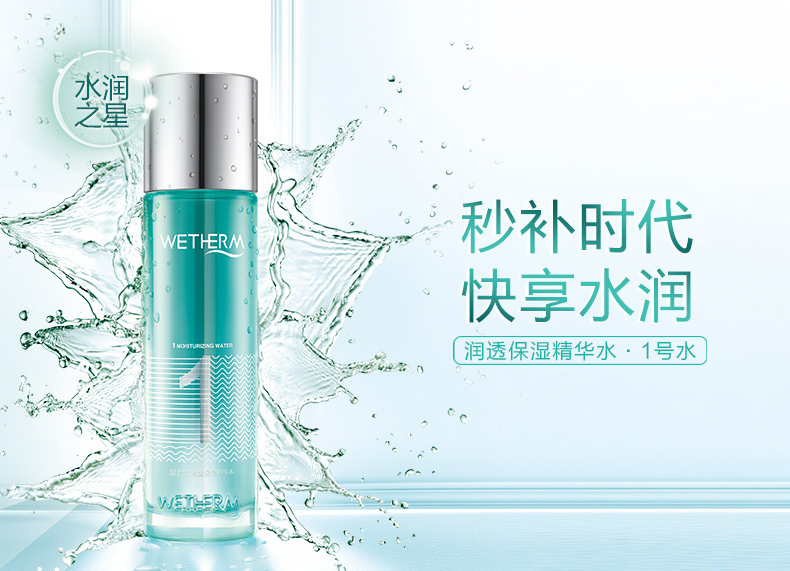 水润
之星
WETHERM
1 MOISTURIZING WATER
1
WETHERM
秒补时代
快享水润
润透保湿精华水·1号水